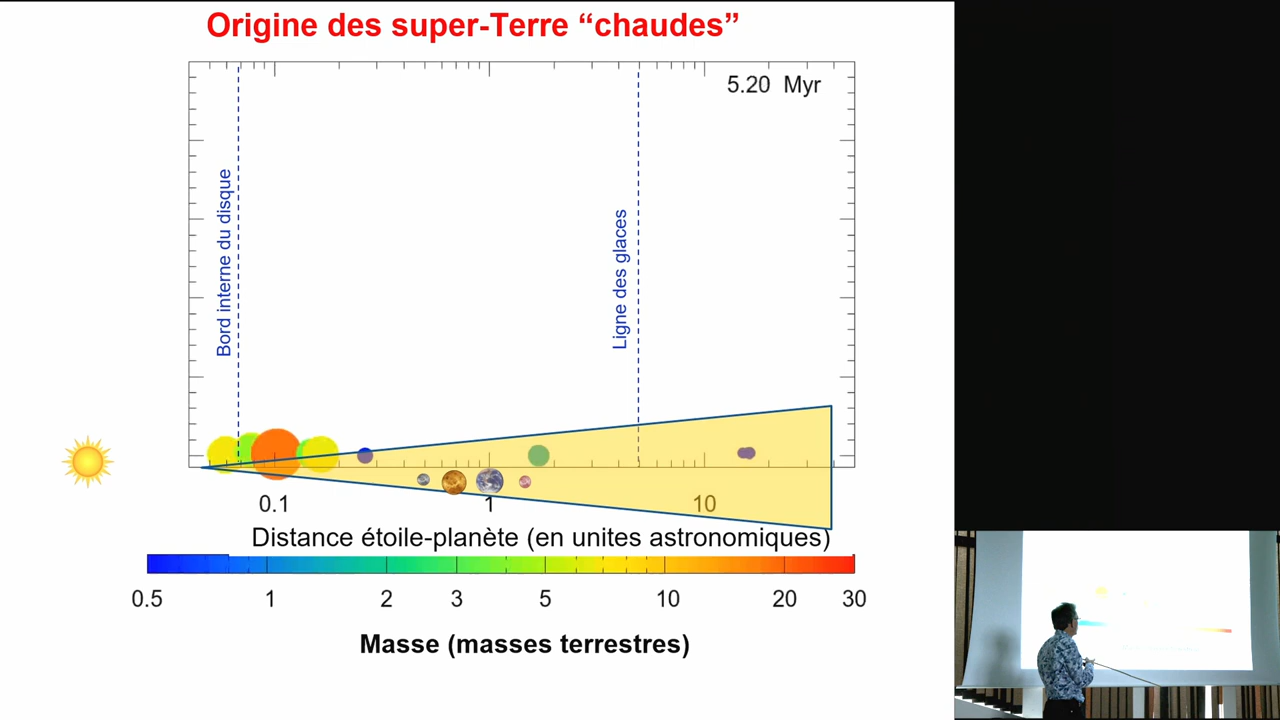 Origine des super-Terre “chaudes”
5.20 Myr
Bord interne du disque
Ligne des glaces
0.1 1 10
Distance étoile-planète (en unites astronomiques)
0.5 1 2 3 5 10 20 30
Masse (masses terrestres)